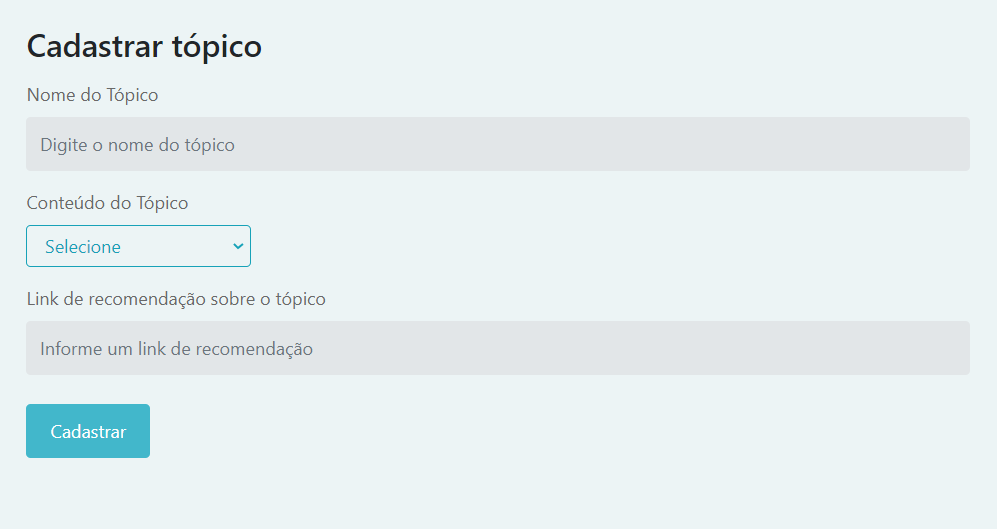 Cadastrar tópico
Nome do Tópico
Digite o nome do tópico
Conteúdo do Tópico
Selecione
Link de recomendação sobre o tópico
Informe um link de recomendação
Cadastrar